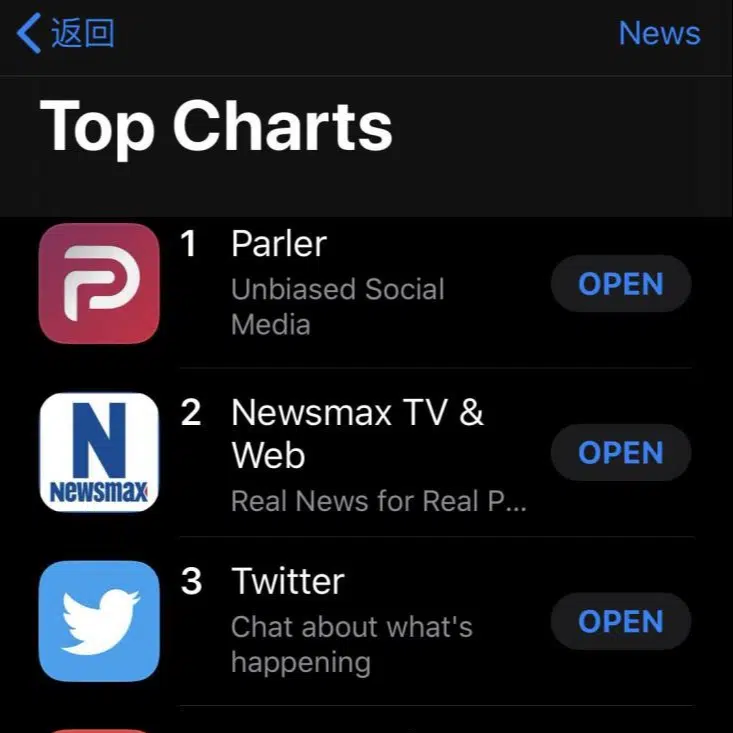 返回
News
Top Charts
1 Parler
Unbiased Social
Media
OPEN
Newsmax
2 Newsmax TV &
Web
Real News for Real P...
OPEN
3 Twitter
Chat about what's
happening
OPEN